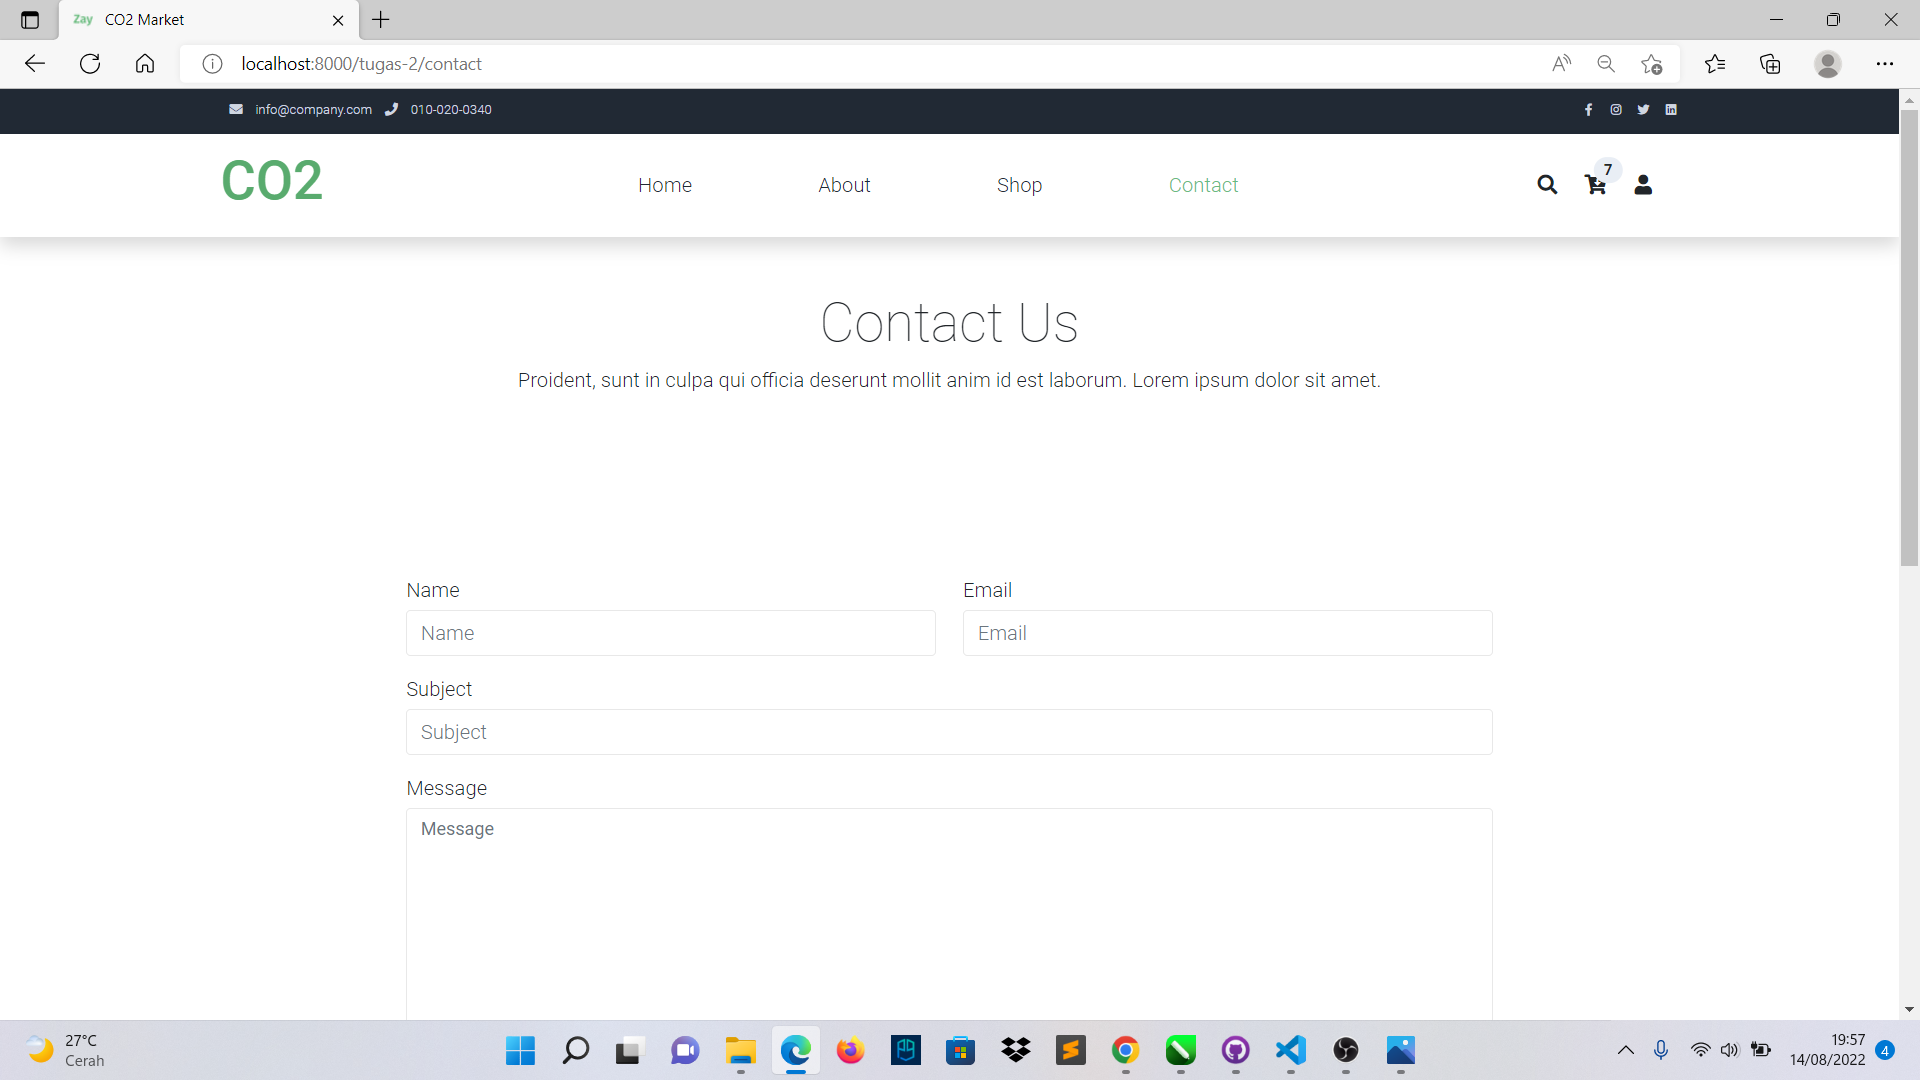 Zay CO2 Market
localhost:8000/tugas-2/contact
info@company.com 010-020-0340
CO2 Home About Shop Contact 7
Contact Us
Proident, sunt in culpa qui officia deserunt mollit anim id est laborum. Lorem ipsum dolor sit amet.
Name Email
Name Email
Subject
Subject
Message
Message
27°C
Cerah
19:57
14/08/2022 4